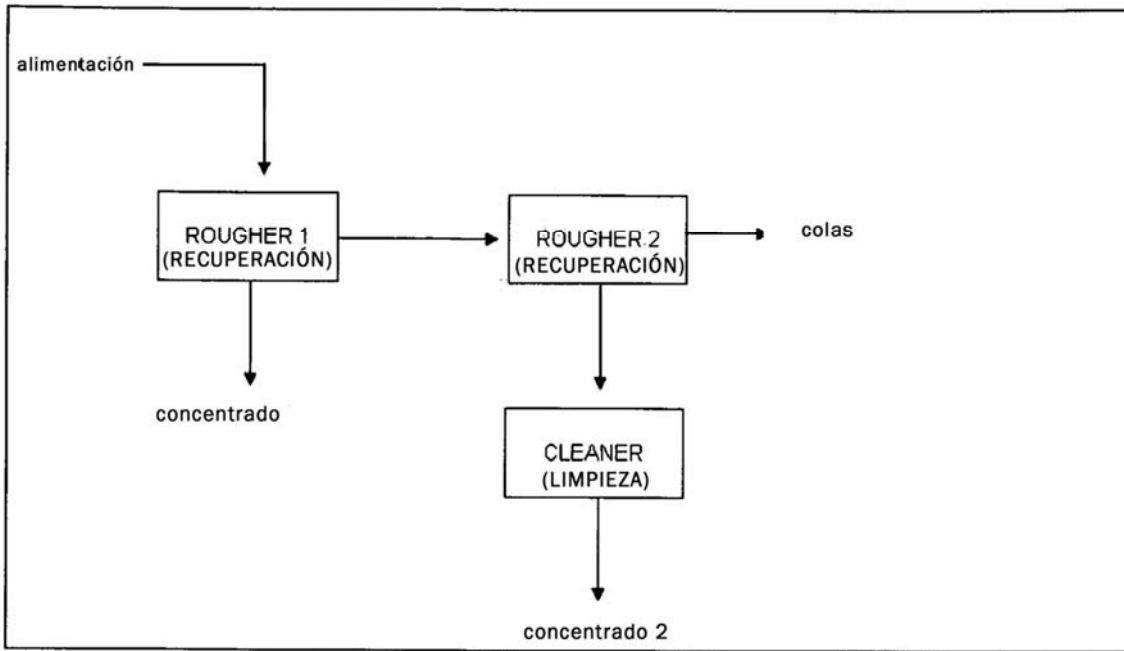 alimentación
ROUGHER 1
(RECUPERACIÓN)
ROUGHER 2
(RECUPERACIÓN)
colas
concentrado
CLEANER
(LIMPIEZA)
concentrado 2